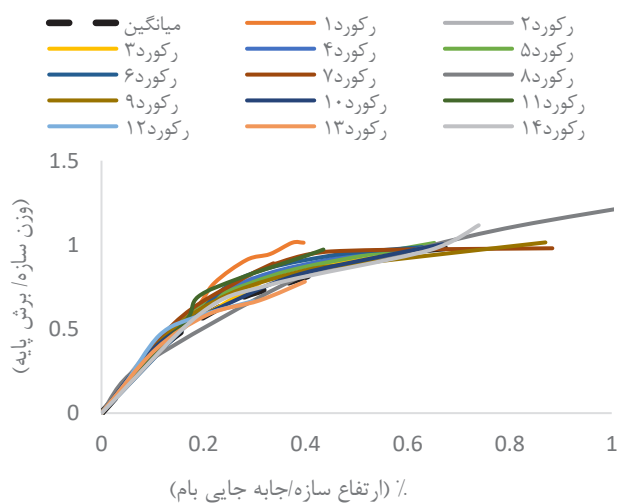 میانگین رکورد۱ رکورد۲
رکورد۳ رکورد۴ رکورد۵
رکورد۶ رکورد۷ رکورد۸
رکورد۹ رکورد۱۰ رکورد۱۱
رکورد۱۲ رکورد۱۳ رکورد۱۴
1.5
1
0.5
0
0 0.2 0.4 0.6 0.8 1
(وزن سازه/ برش پایه)
٪ (ارتفاع سازه/جابه جایی بام)